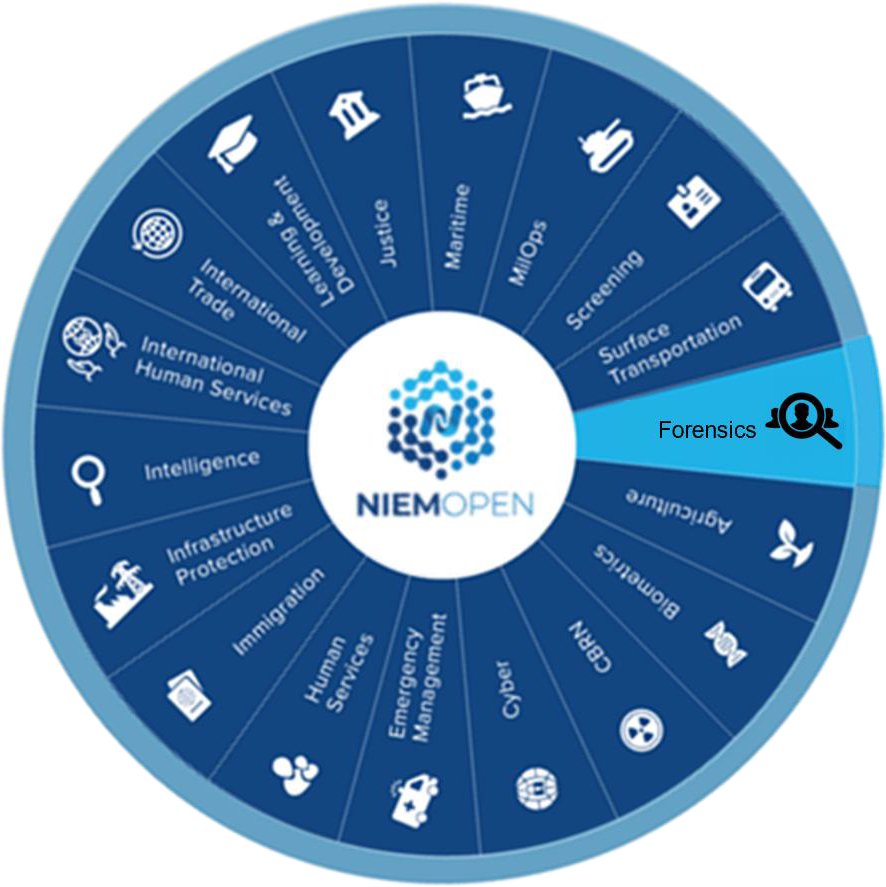 Justice
Maritime
MilOps
Screening
Surface
Transportation
Forensics
Agriculture
Biometrics
CBRN
Cyber
Emergency
Management
Human
Services
Immigration
Infrastructure
Protection
Intelligence
International
Human Services
International
Trade
Learning &
Development
NIEMOPEN